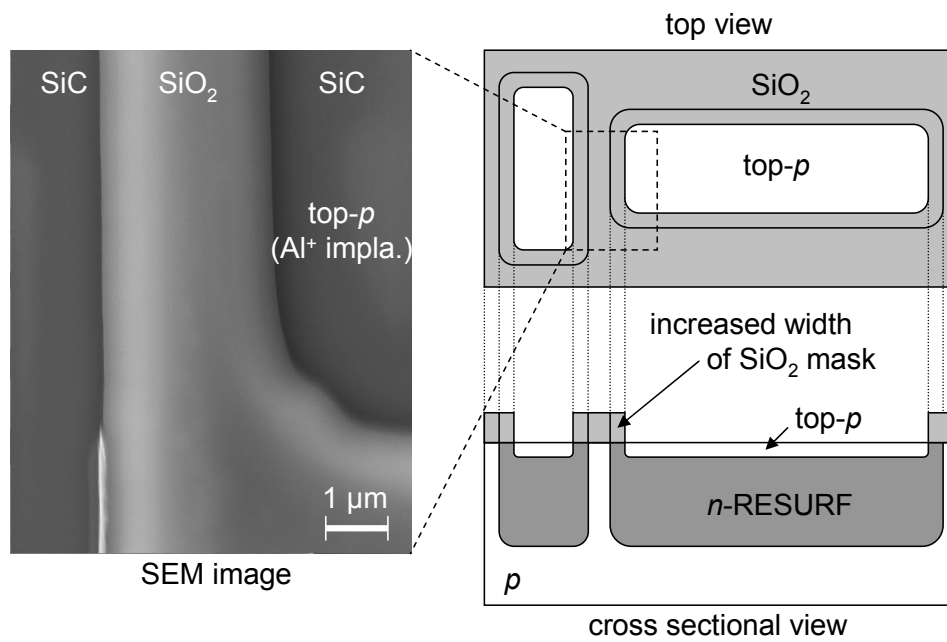 SiC
SiO₂
SiC
top-p
(Al⁺ impla.)
1 μm
SEM image
top view
SiO₂
top-p
increased width
of SiO₂ mask
top-p
n-RESURF
p
cross sectional view